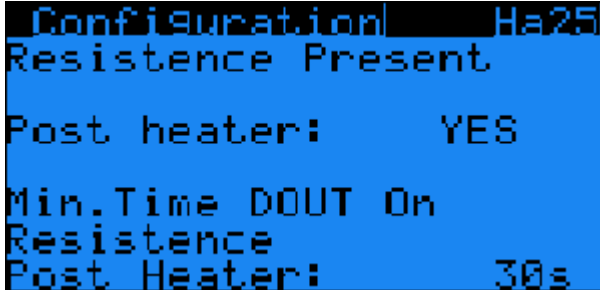 Configuration Ha25
Resistence Present
Post heater: YES
Min.Time DOUT On
Resistence
Post Heater: 30s